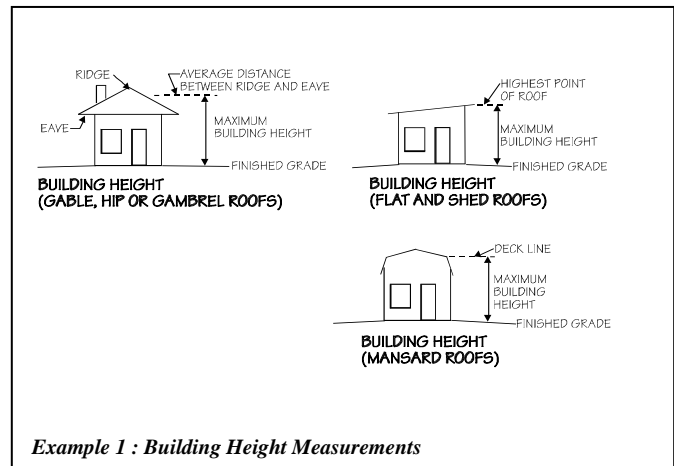 RIDGE
AVERAGE DISTANCE
BETWEEN RIDGE AND EAVE
EAVE
MAXIMUM
BUILDING HEIGHT
FINISHED GRADE
BUILDING HEIGHT
(GABLE, HIP OR GAMBREL ROOFS)
HIGHEST POINT
OF ROOF
MAXIMUM
BUILDING HEIGHT
FINISHED GRADE
BUILDING HEIGHT
(FLAT AND SHED ROOFS)
DECK LINE
MAXIMUM
BUILDING
HEIGHT
FINISHED GRADE
BUILDING HEIGHT
(MANSARD ROOFS)
Example 1 : Building Height Measurements